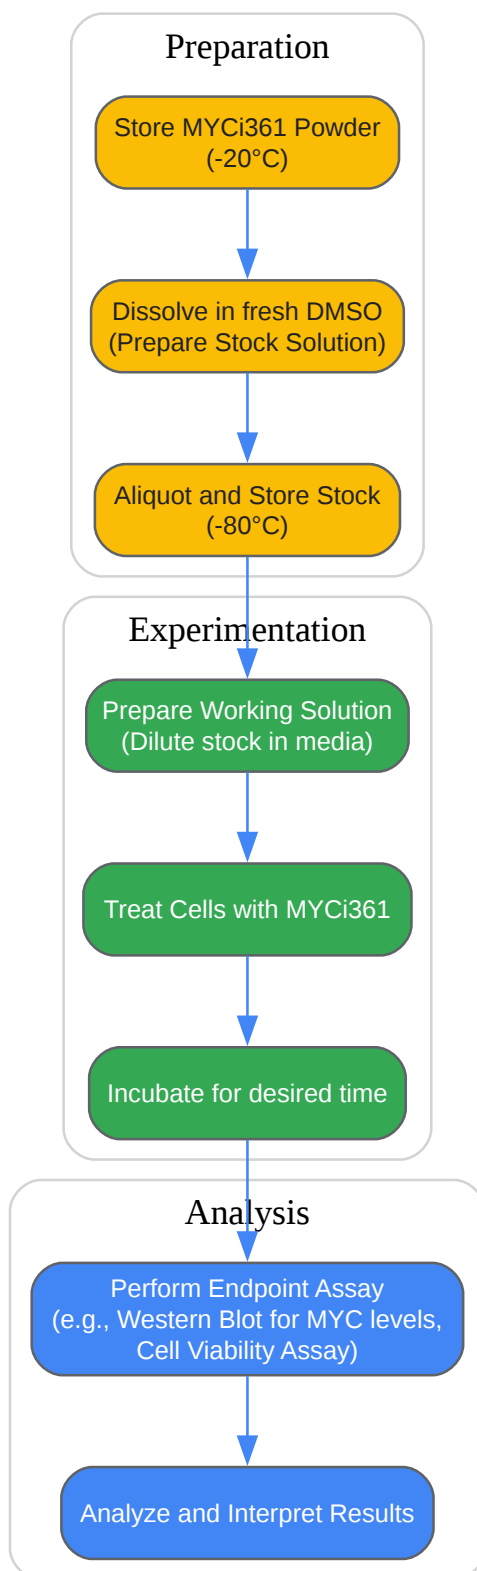 Preparation
Store MYCi361 Powder
(-20°C)
Dissolve in fresh DMSO
(Prepare Stock Solution)
Aliquot and Store Stock
(-80°C)
Experimentation
Prepare Working Solution
(Dilute stock in media)
Treat Cells with MYCi361
Incubate for desired time
Analysis
Perform Endpoint Assay
(e.g., Western Blot for MYC levels,
Cell Viability Assay)
Analyze and Interpret Results